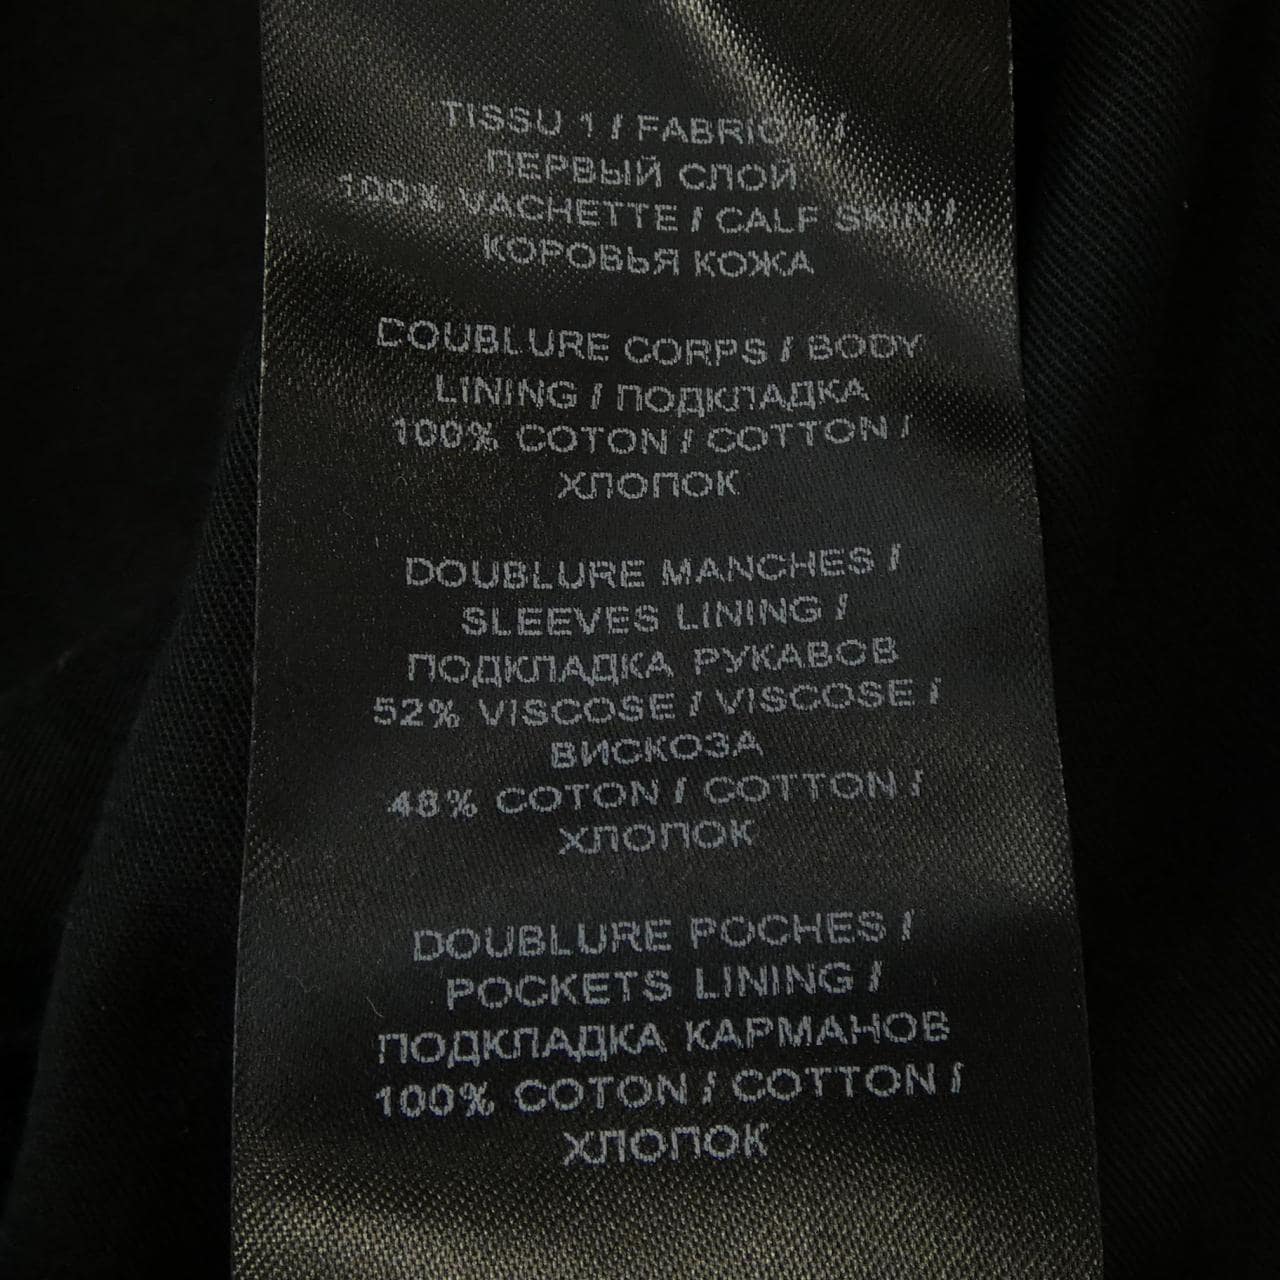 TISSU 1 / FABRIC 1 /
ПЕРВЫЙ СЛОЙ
100% VACHETTE / CALF SKIN /
КОРОВЬЯ КОЖА
DOUBLURE CORPS / BODY
LINING / ПОДКЛАДКА
100% COTON / COTTON /
ХЛОПОК
DOUBLURE MANCHES /
SLEEVES LINING /
ПОДКЛАДКА РУКАВОВ
52% VISCOSE / VISCOSE /
ВИСКОЗА
48% COTON / COTTON /
ХЛОПОК
DOUBLURE POCHES /
POCKETS LINING /
ПОДКЛАДКА КАРМАНОВ
100% COTON / COTTON /
ХЛОПОК